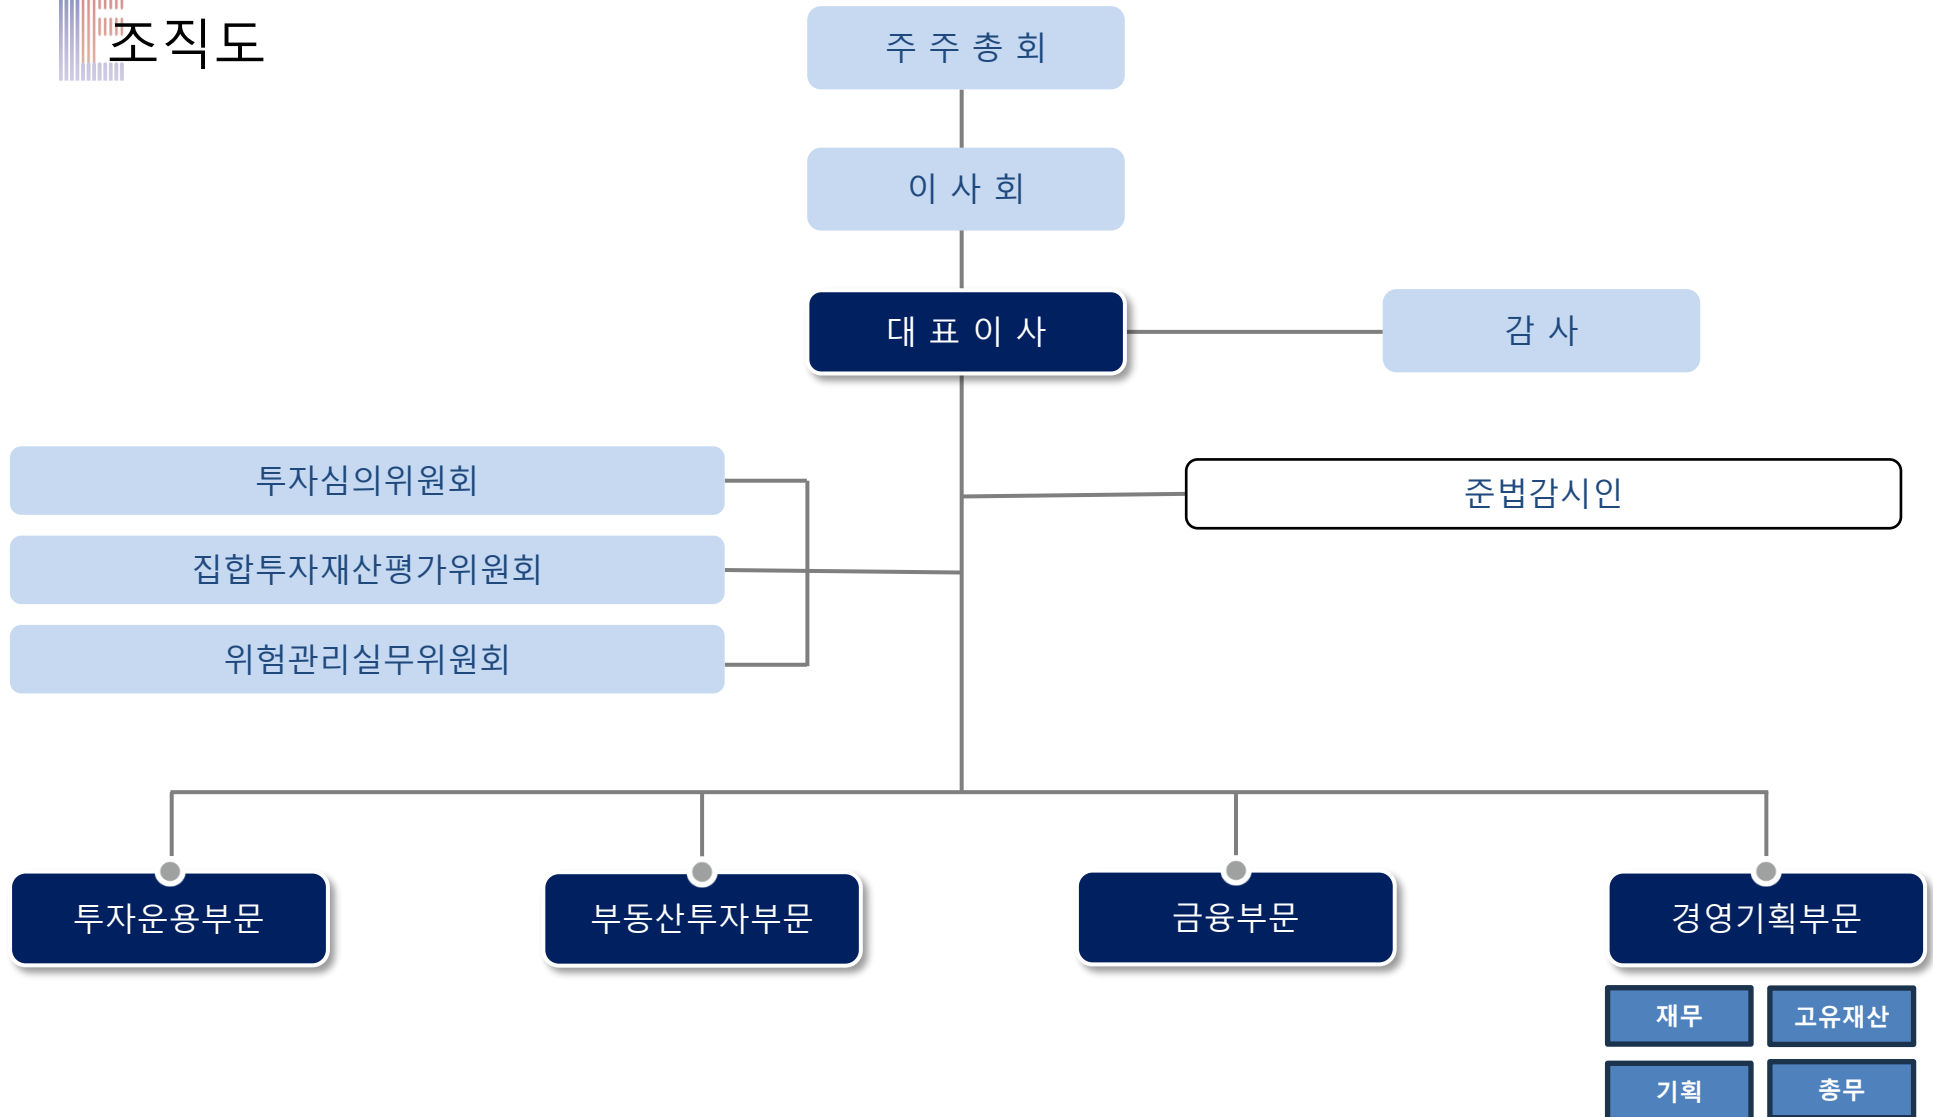 조직도
주 주 총 회
이 사 회
대 표 이 사
감 사
투자심의위원회
준법감시인
집합투자재산평가위원회
위험관리실무위원회
투자운용부문
부동산투자부문
금융부문
경영기획부문
재무
고유재산
기획
총무